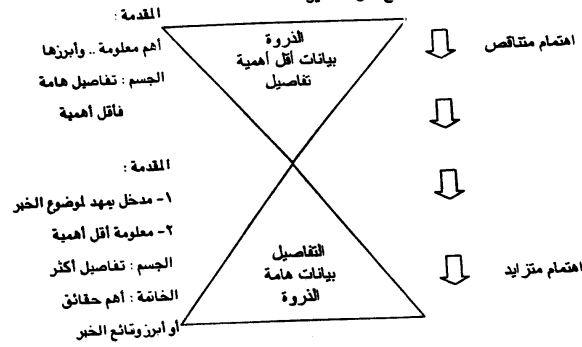 المقدمة :
أهم معلومة .. وأبرزها
الجسم : تفاصيل هامة
فأقل أهمية
الذروة
بيانات أقل أهمية
تفاصيل
اهتمام متناقص
المقدمة :
١- مدخل يمهد لموضوع الخبر
٢- معلومة أقل أهمية
الجسم : تفاصيل أكثر
الخاتمة : أهم حقائق
أو أبرز وقائع الخبر
التفاصيل
بيانات هامة
الذروة
اهتمام متزايد